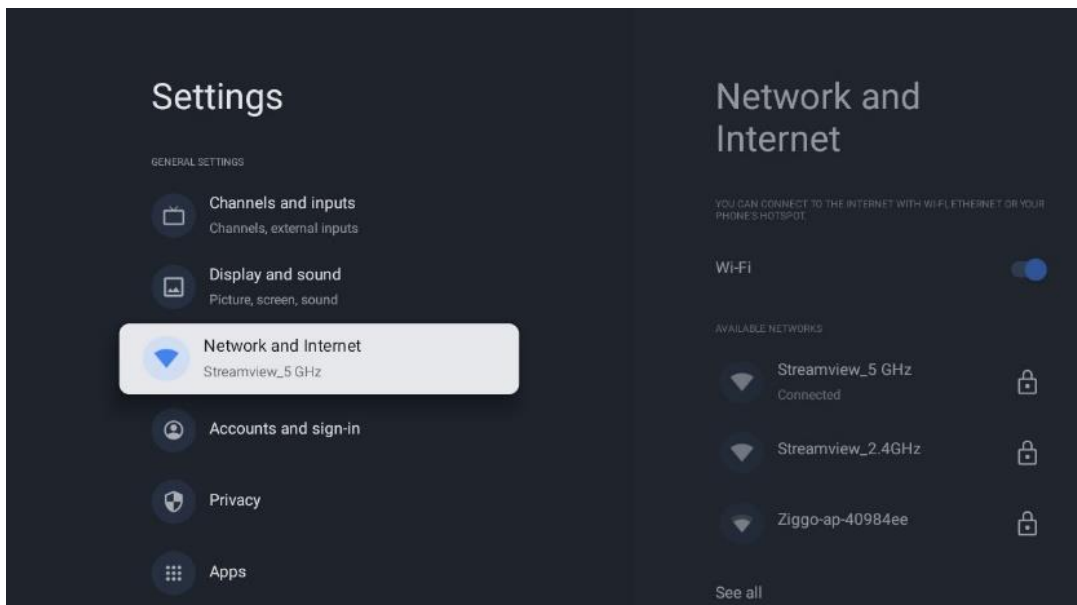 Settings
GENERAL SETTINGS
Channels and inputs
Channels, external inputs
Display and sound
Picture, screen, sound
Network and Internet
Streamview_5 GHz
Accounts and sign-in
Privacy
Apps
Network and
Internet
YOU CAN CONNECT TO THE INTERNET WITH WI-FI, ETHERNET OR YOUR
PHONE'S HOTSPOT.
Wi-Fi
AVAILABLE NETWORKS
Streamview_5 GHz
Connected
Streamview_2.4GHz
Ziggo-ap-40984ee
See all